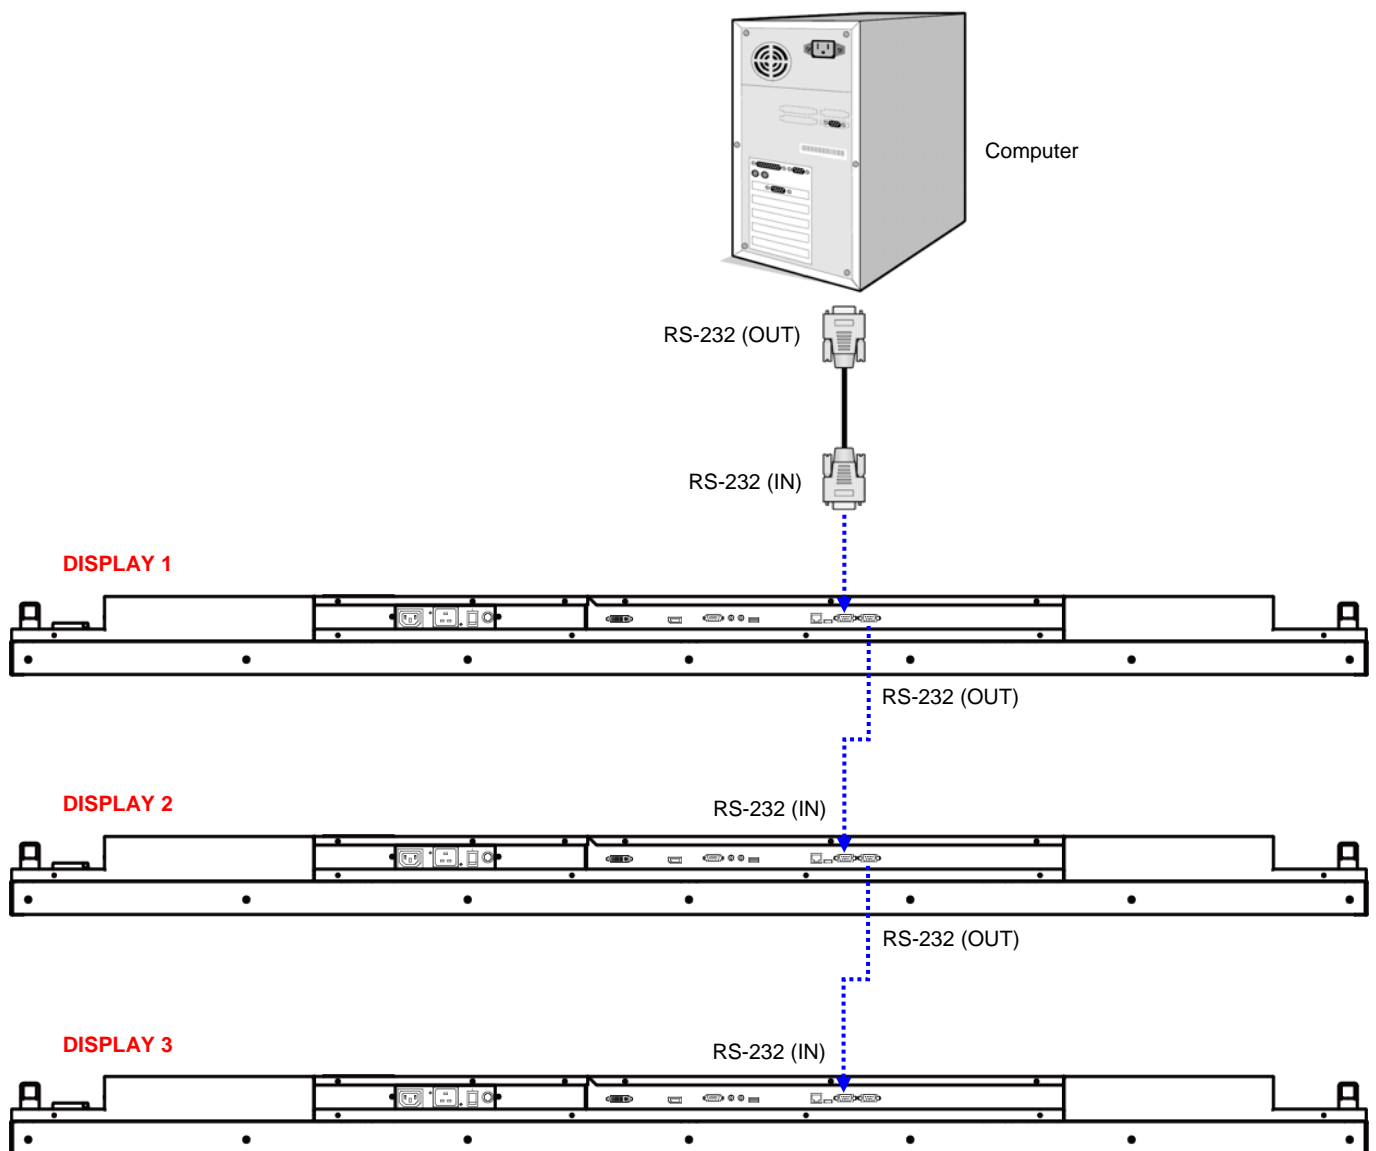 Computer
RS-232 (OUT)
RS-232 (IN)
DISPLAY 1
RS-232 (OUT)
DISPLAY 2
RS-232 (IN)
RS-232 (OUT)
DISPLAY 3
RS-232 (IN)